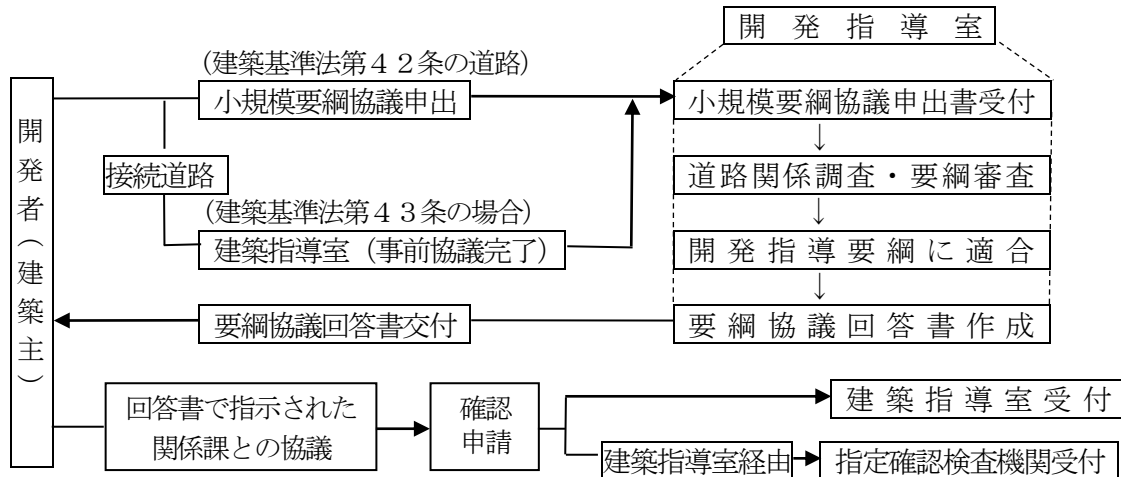 開発指導室
（建築基準法第４２条の道路）
小規模要綱協議申出
小規模要綱協議申出書受付
↓
開発者（建築主）
接続道路
道路関係調査・要綱審査
↓
（建築基準法第４３条の場合）
建築指導室（事前協議完了）
開発指導要綱に適合
↓
要綱協議回答書交付
要綱協議回答書作成
回答書で指示された
関係課との協議
確認
申請
建築指導室受付
建築指導室経由
指定確認検査機関受付